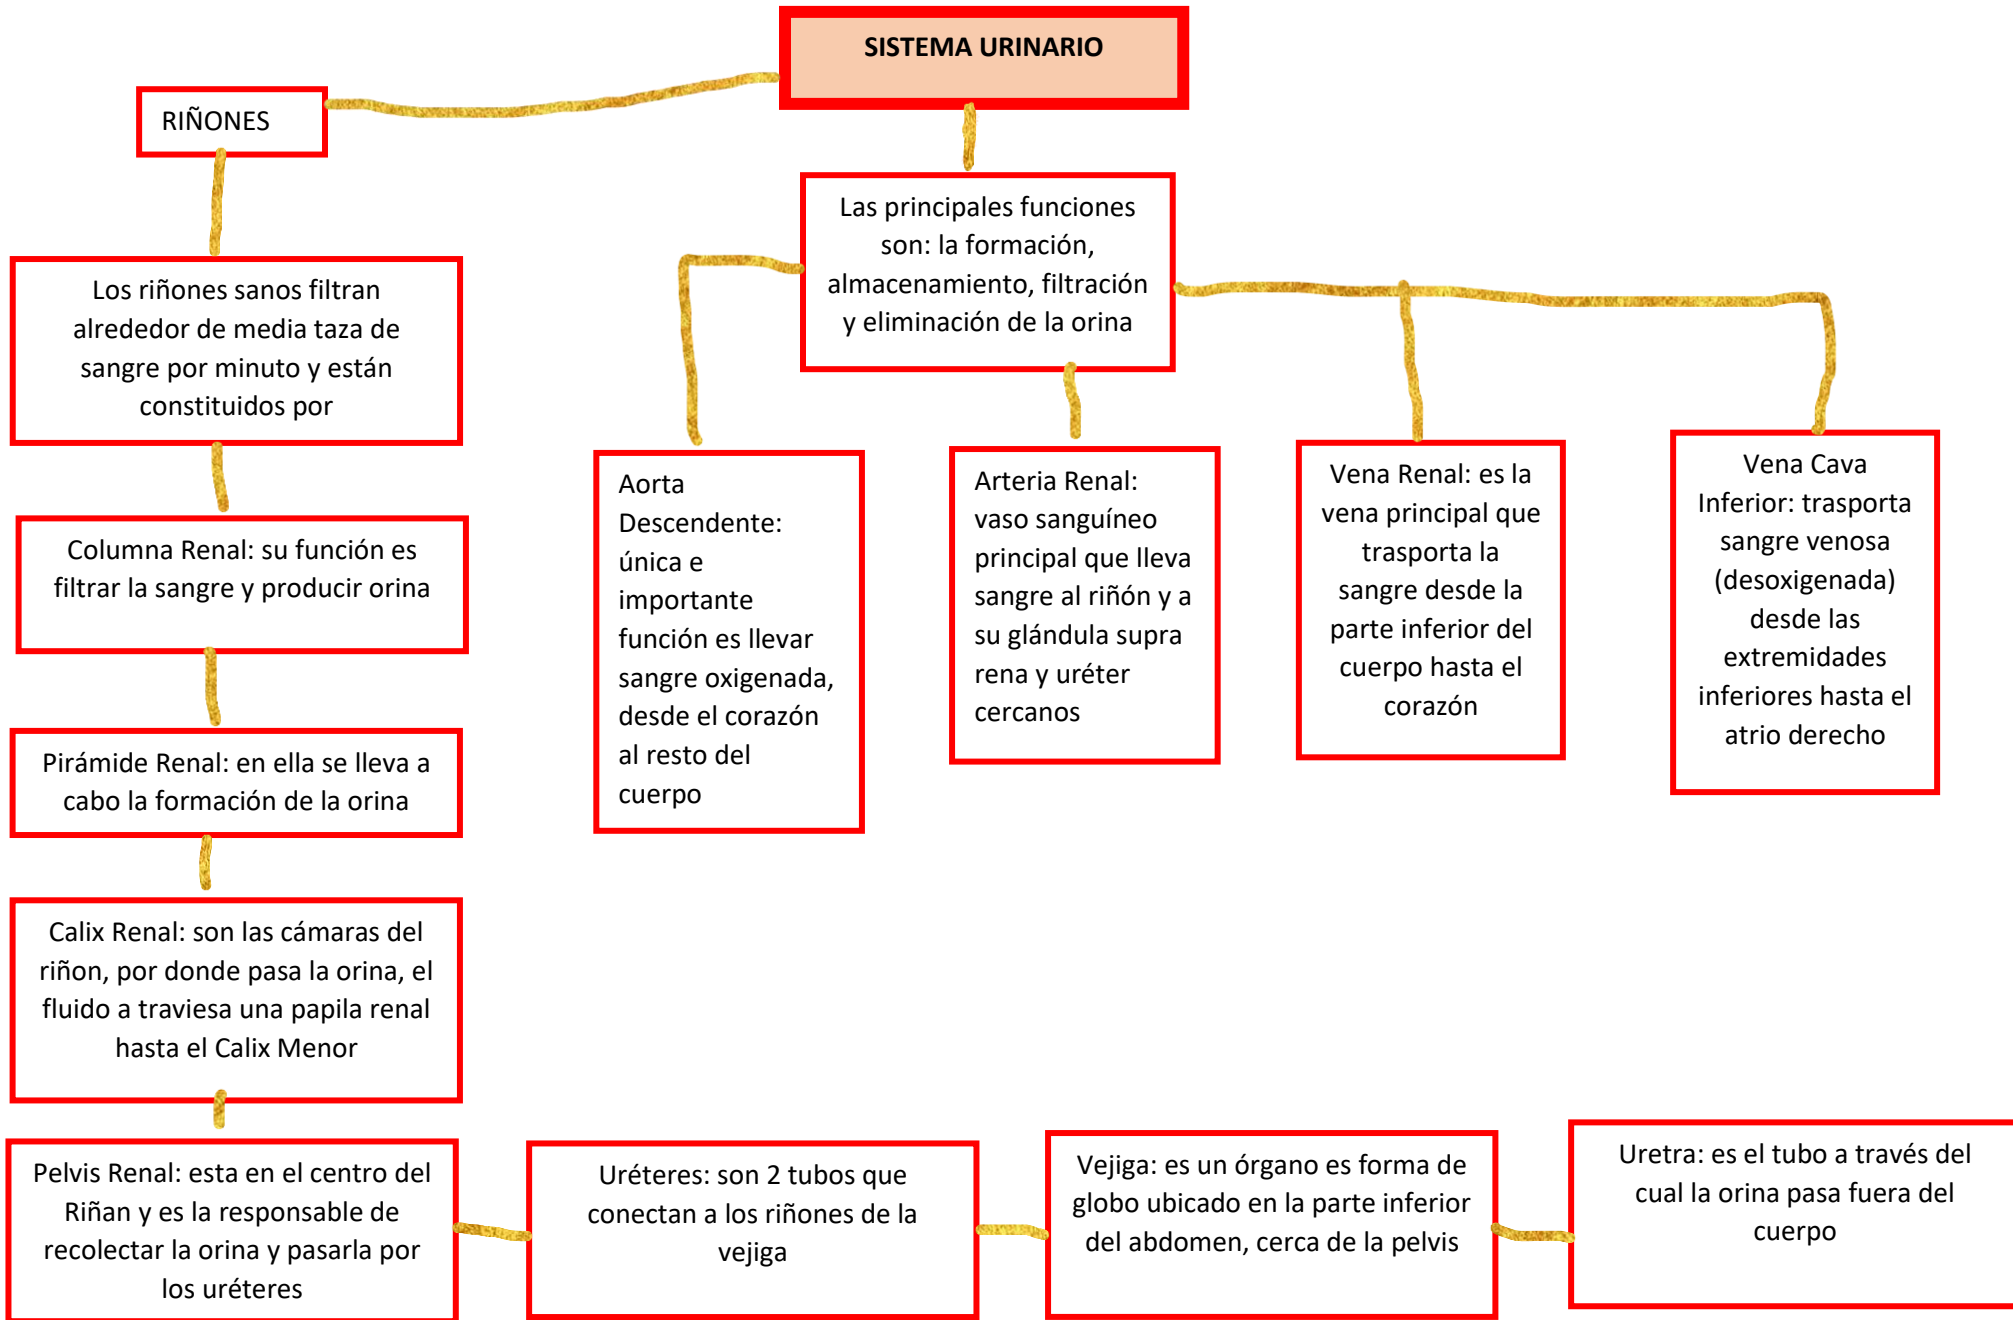 SISTEMA URINARIO
RIÑONES
Las principales funciones
son: la formación,
almacenamiento, filtración
y eliminación de la orina
Los riñones sanos filtran
alrededor de media taza de
sangre por minuto y están
constituidos por
Columna Renal: su función es
filtrar la sangre y producir orina
Pirámide Renal: en ella se lleva a
cabo la formación de la orina
Calix Renal: son las cámaras del
riñon, por donde pasa la orina, el
fluido a traviesa una papila renal
hasta el Calix Menor
Pelvis Renal: esta en el centro del
Riñan y es la responsable de
recolectar la orina y pasarla por
los uréteres
Uréteres: son 2 tubos que
conectan a los riñones de la
vejiga
Vejiga: es un órgano es forma de
globo ubicado en la parte inferior
del abdomen, cerca de la pelvis
Uretra: es el tubo a través del
cual la orina pasa fuera del
cuerpo
Aorta
Descendente:
única e
importante
función es llevar
sangre oxigenada,
desde el corazón
al resto del
cuerpo
Arteria Renal:
vaso sanguíneo
principal que lleva
sangre al riñón y a
su glándula supra
rena y uréter
cercanos
Vena Renal: es la
vena principal que
trasporta la
sangre desde la
parte inferior del
cuerpo hasta el
corazón
Vena Cava
Inferior: trasporta
sangre venosa
(desoxigenada)
desde las
extremidades
inferiores hasta el
atrio derecho